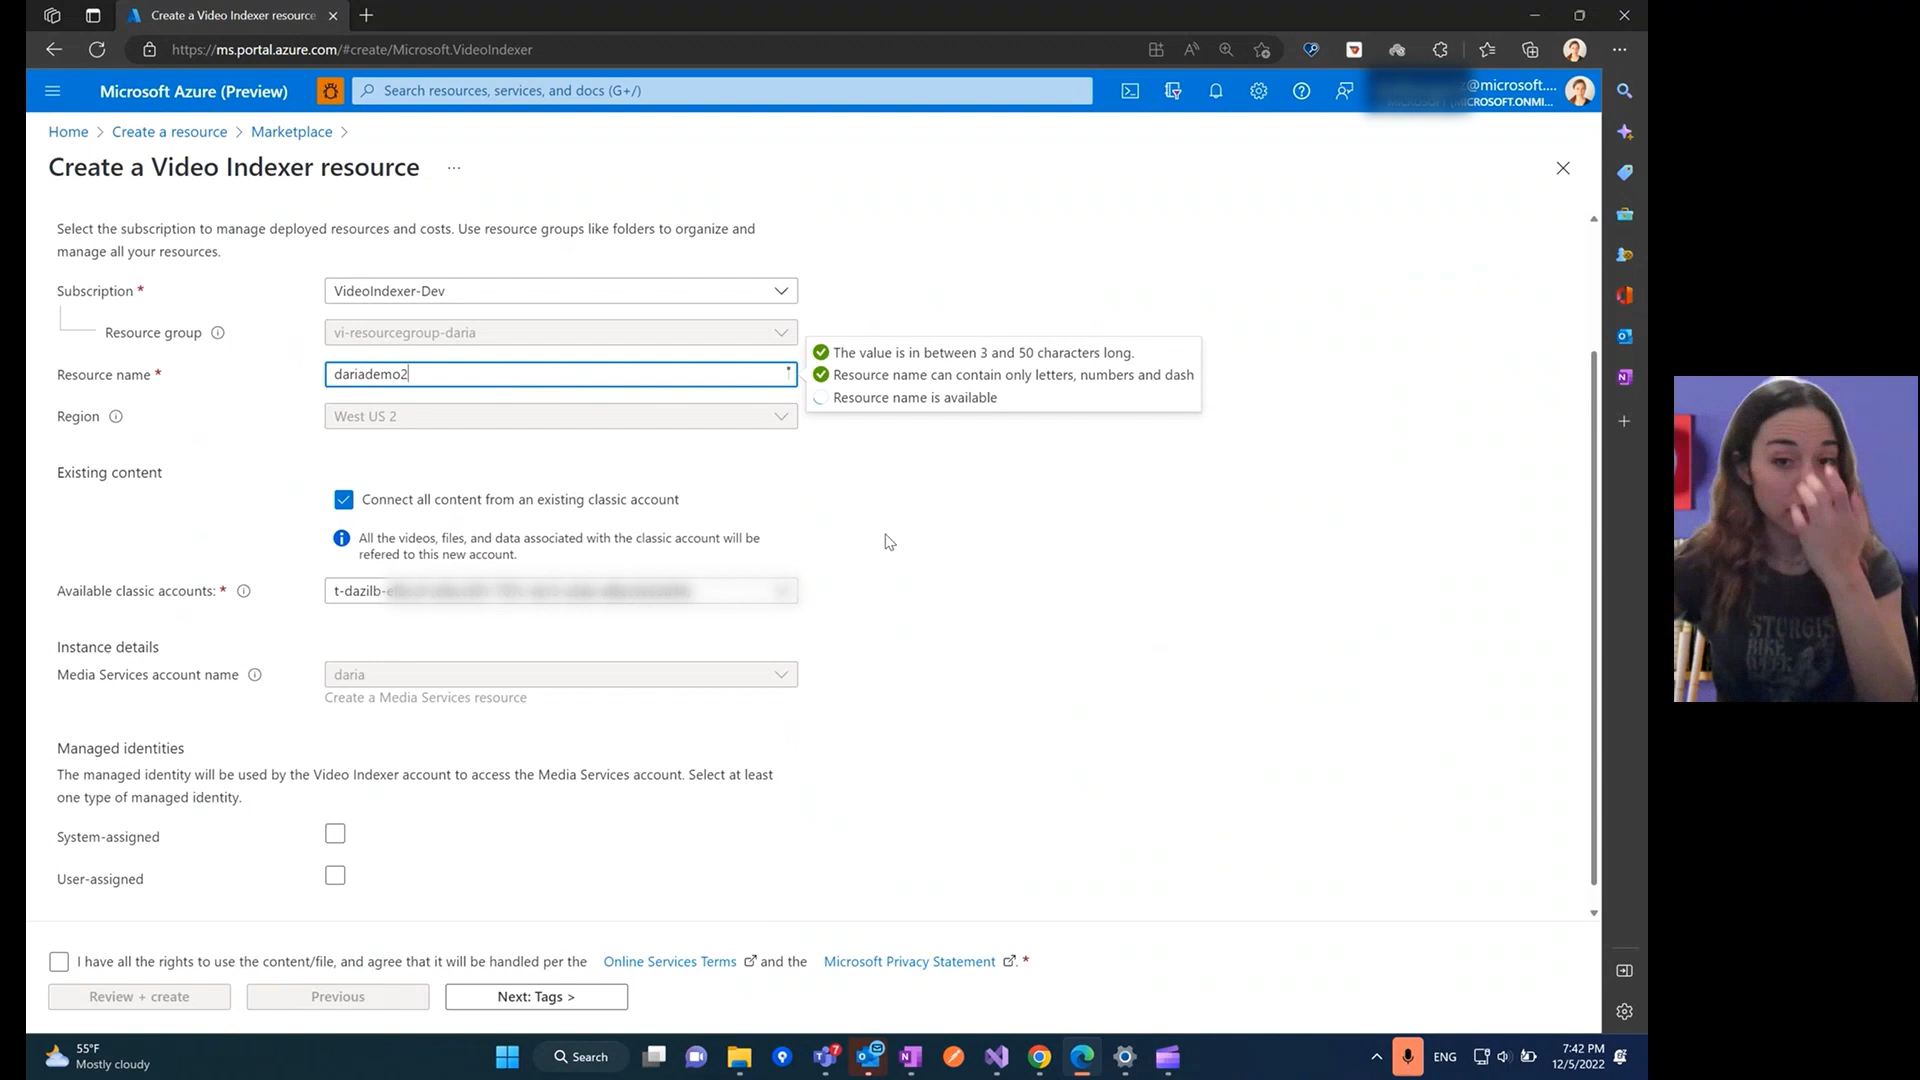 Create a Video Indexer resource
https://ms.portal.azure.com/#create/Microsoft.VideoIndexer
Microsoft Azure (Preview)
Search resources, services, and docs (G+/)
z@microsoft....
(MICROSOFT.ONMI...
Home > Create a resource > Marketplace >
Create a Video Indexer resource ...
Select the subscription to manage deployed resources and costs. Use resource groups like folders to organize and
manage all your resources.
Subscription * VideoIndexer-Dev
Resource group vi-resourcegroup-daria
The value is in between 3 and 50 characters long.
Resource name * dariademo2
Resource name can contain only letters, numbers and dash
Resource name is available
Region West US 2
Existing content
Connect all content from an existing classic account
All the videos, files, and data associated with the classic account will be
refered to this new account.
Available classic accounts: * t-dazilb-e
Instance details
Media Services account name daria
Create a Media Services resource
Managed identities
The managed identity will be used by the Video Indexer account to access the Media Services account. Select at least
one type of managed identity.
System-assigned
User-assigned
I have all the rights to use the content/file, and agree that it will be handled per the Online Services Terms and the Microsoft Privacy Statement . *
Review + create Previous Next: Tags >
55°F
Mostly cloudy
Search
7
ENG
7:42 PM
12/5/2022
STURGIS
BIKE
WEEK